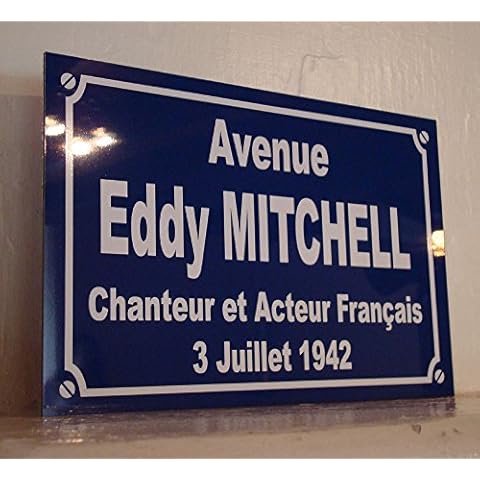 Avenue
Eddy MITCHELL
Chanteur et Acteur Français
3 Juillet 1942